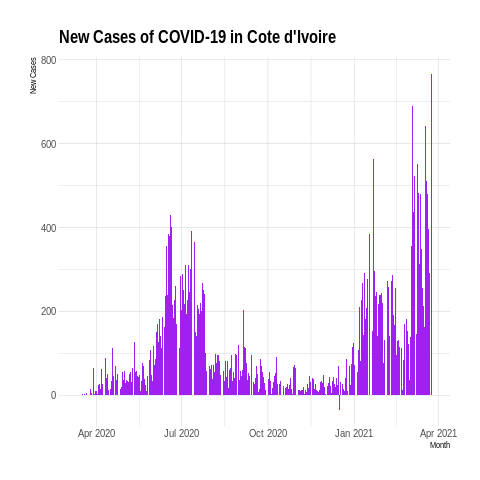 New Cases of COVID-19 in Cote d'Ivoire
New Cases
800
600
400
200
0
Apr 2020 Jul 2020 Oct 2020 Jan 2021 Apr 2021
Month